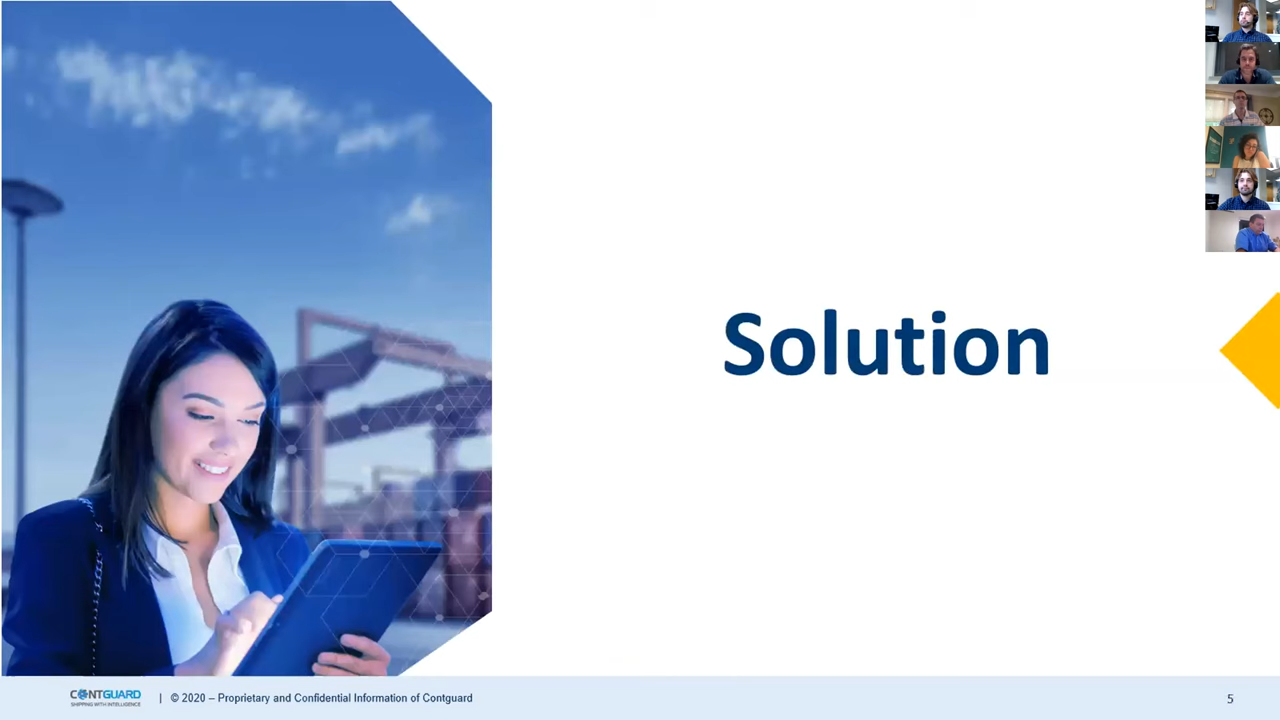 Solution
CONTGUARD
SHIPPING WITH INTELLIGENCE
| © 2020 – Proprietary and Confidential Information of Contguard
5